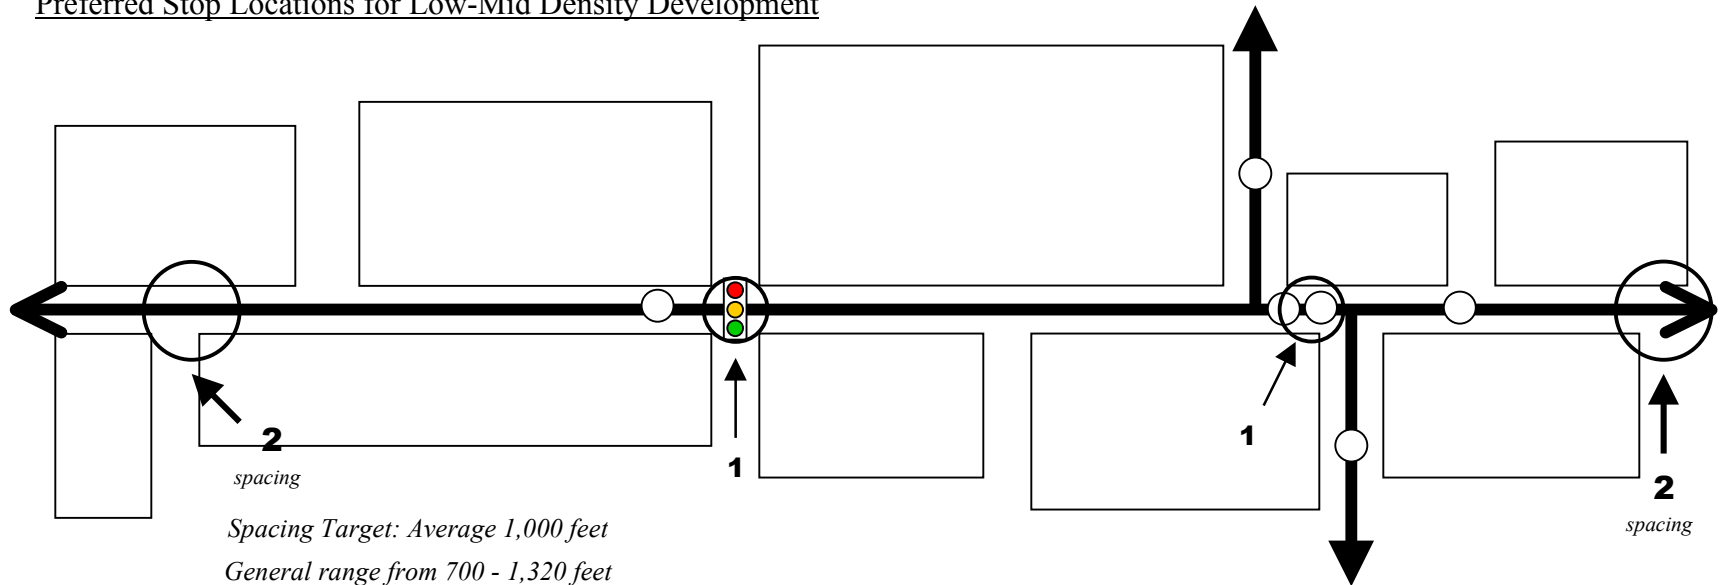 Preferred Stop Locations for Low-Mid Density Development
2
spacing
1
1
2
spacing
Spacing Target: Average 1,000 feet
General range from 700 - 1,320 feet